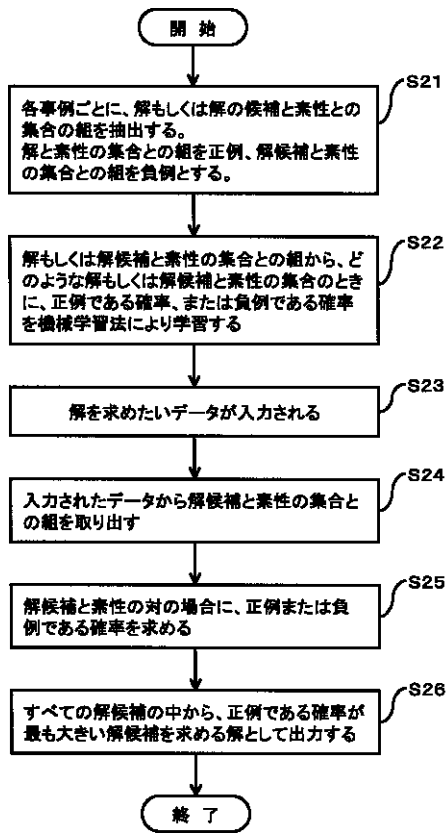 開 始
S21
各事例ごとに、解もしくは解の候補と素性との
集合の組を抽出する。
解と素性の集合との組を正例、解候補と素性
の集合との組を負例とする。
S22
解もしくは解候補と素性の集合との組から、ど
のような解もしくは解候補と素性の集合のとき
に、正例である確率、または負例である確率
を機械学習法により学習する
S23
解を求めたいデータが入力される
S24
入力されたデータから解候補と素性の集合と
の組を取り出す
S25
解候補と素性の対の場合に、正例または負
例である確率を求める
S26
すべての解候補の中から、正例である確率が
最も大きい解候補を求める解として出力する
終 了